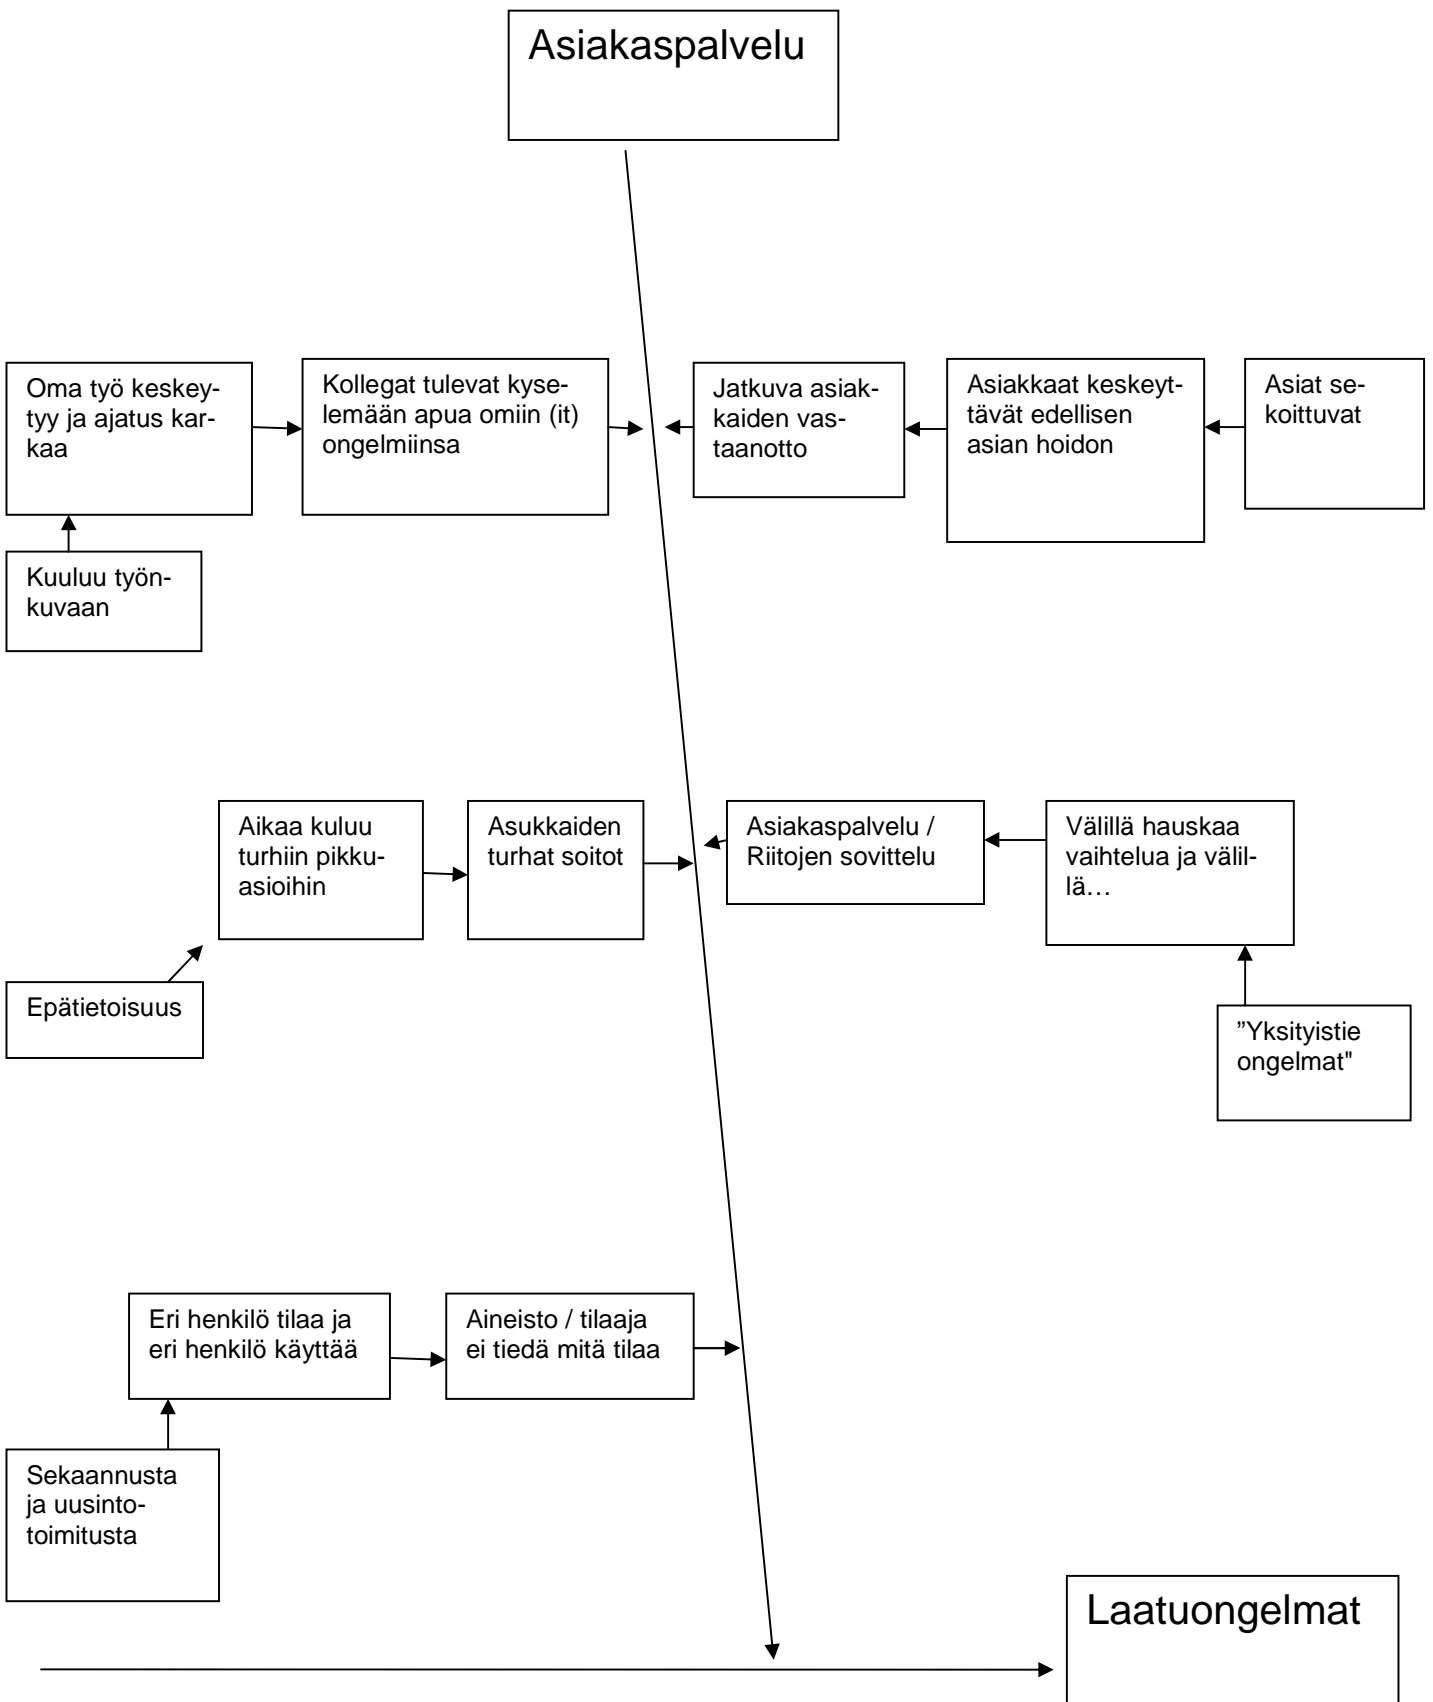 Asiakaspalvelu
Oma työ keskey-
tyy ja ajatus kar-
kaa
Kollegat tulevat kyse-
lemään apua omiin (it)
ongelmiinsa
Jatkuva asiak-
kaiden vas-
taanotto
Asiakkaat keskeyt-
tävät edellisen
asian hoidon
Asiat se-
koittuvat
Kuuluu työn-
kuvaan
Aikaa kuluu
turhiin pikku-
asioihin
Asukkaiden
turhat soitot
Asiakaspalvelu /
Riitojen sovittelu
Välillä hauskaa
vaihtelua ja välil-
lä…
Epätietoisuus
”Yksityistie
ongelmat"
Eri henkilö tilaa ja
eri henkilö käyttää
Aineisto / tilaaja
ei tiedä mitä tilaa
Sekaannusta
ja uusinto-
toimitusta
Laatuongelmat